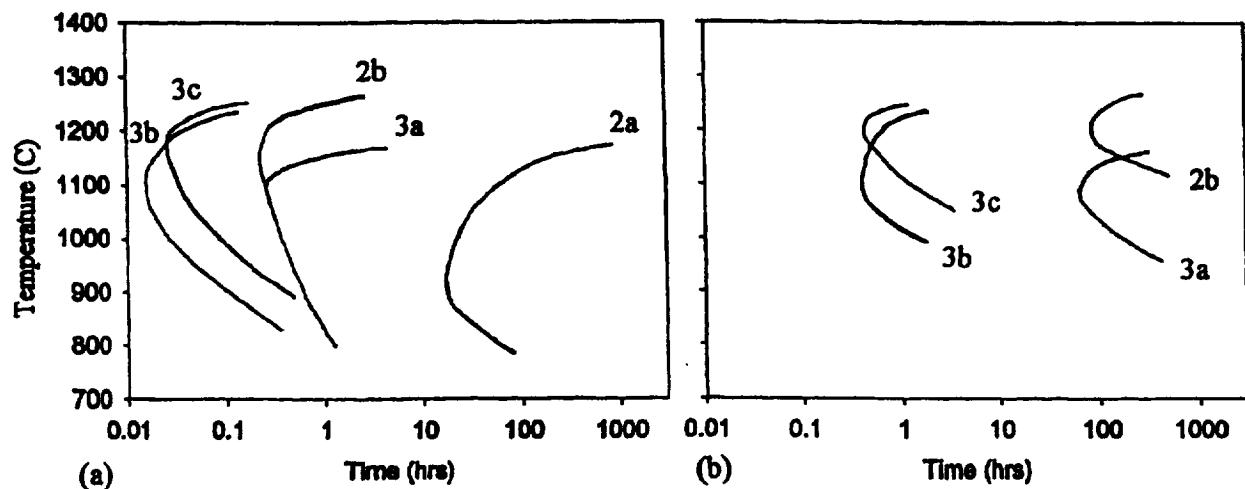 1400
1300
1200
1100
1000
900
800
700
Temperature (C)
3c
3b
2b
3a
2a
0.01 0.1 1 10 100 1000
(a) Time (hrs)
3c
3b
2b
3a
0.01 0.1 1 10 100 1000
(b) Time (hrs)